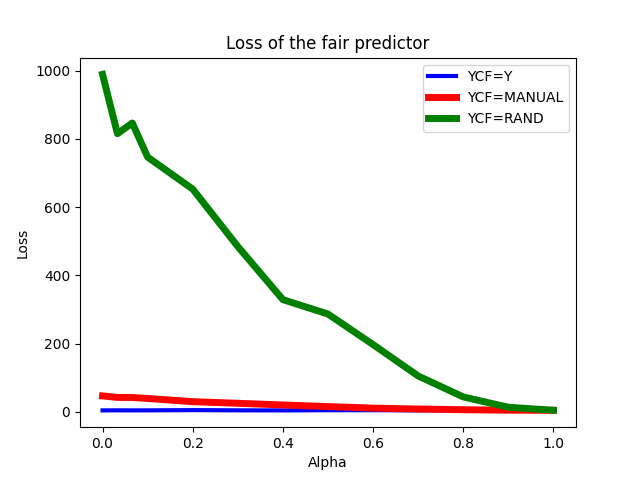 Loss of the fair predictor
YCF=Y
YCF=MANUAL
YCF=RAND
1000
800
600
400
200
0
Loss
0.0 0.2 0.4 0.6 0.8 1.0
Alpha